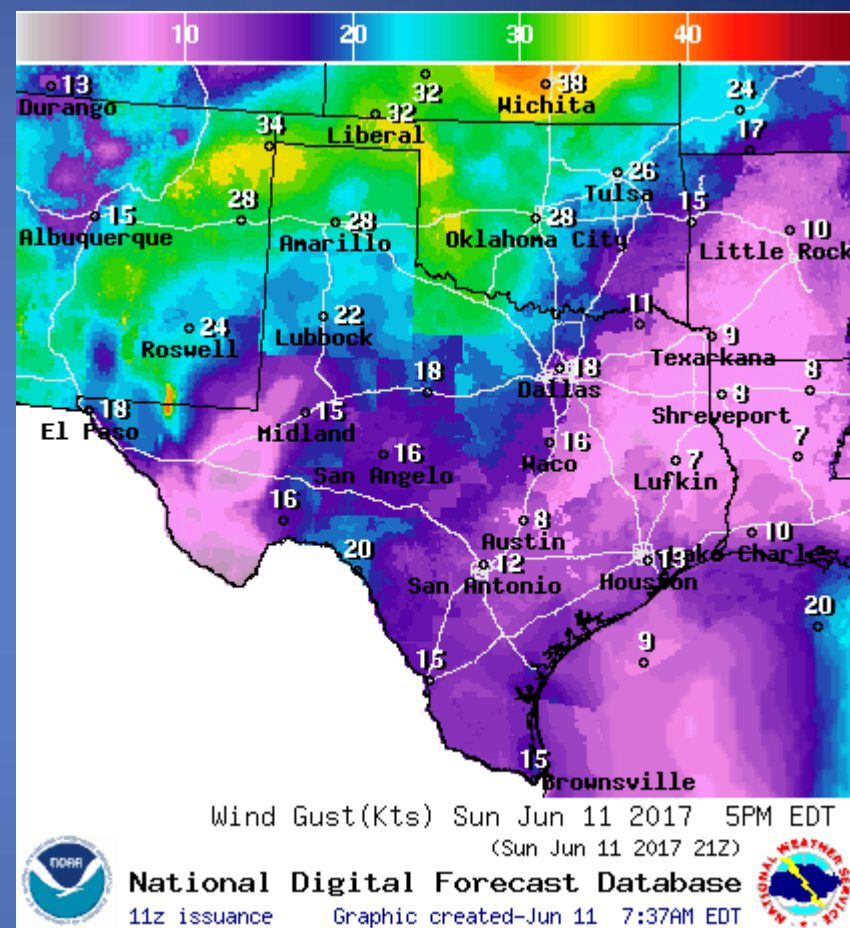 10 20 30 40
13 32 38 24
Durango Wichita
34 32 17
Liberal
26
Tulsa
15 28 28 28 15 10
Albuquerque Amarillo Oklahoma City Little Rock
24 22 11 9
Roswell Lubbock Texarkana
18 18 8 8
Dallas Shreveport
18 15
El Paso Midland
16 16 7 7
San Angelo Waco Lufkin
16 8 10
Austin Lake Charles
20 12 13
San Antonio Houston
20
9
15
15
Brownsville
Wind Gust(Kts) Sun Jun 11 2017 5PM EDT
(Sun Jun 11 2017 21Z)
NOAA National Digital Forecast Database NATIONAL WEATHER SERVICE
11z issuance Graphic created-Jun 11 7:37AM EDT